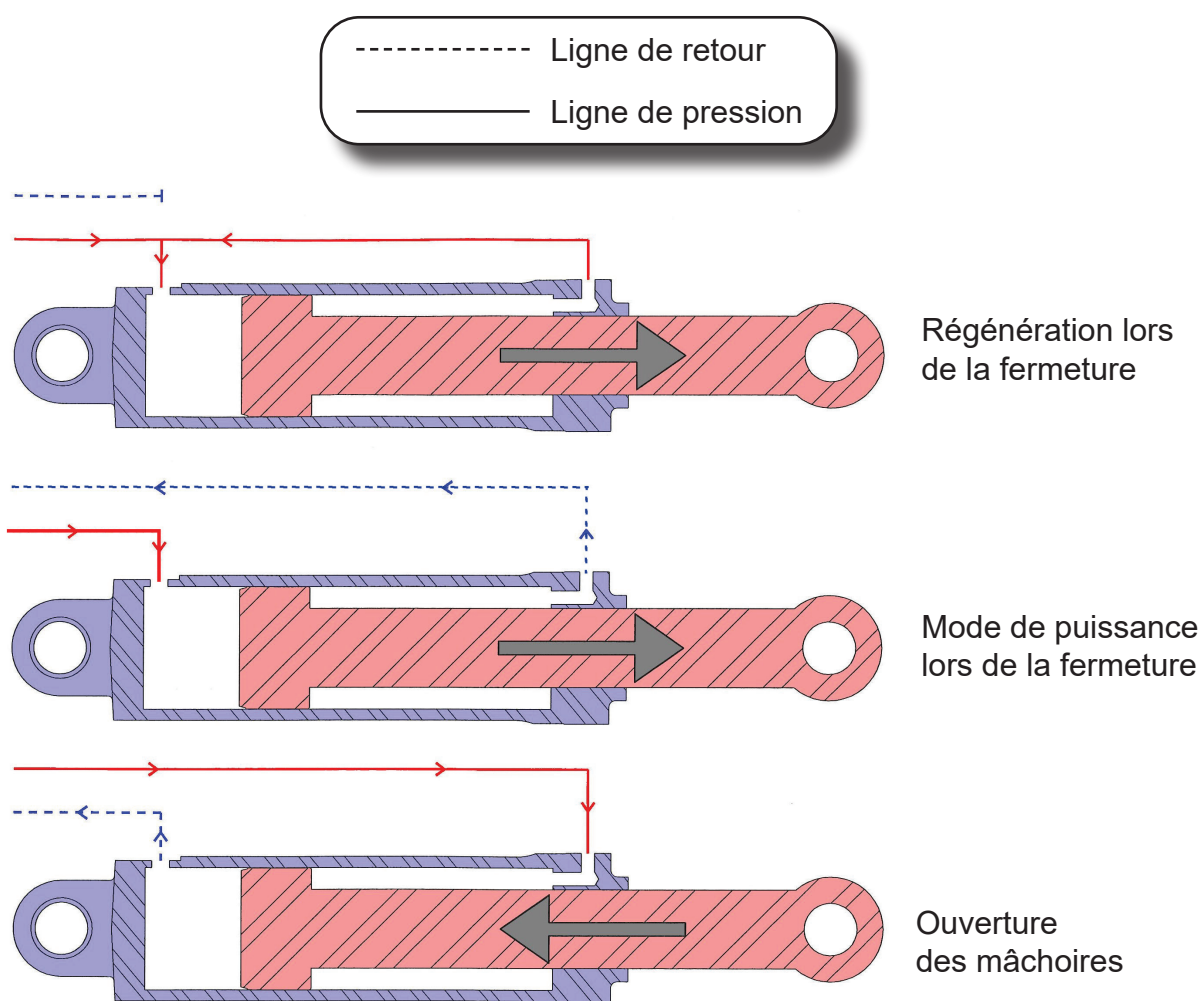 Ligne de retour
Ligne de pression
Régénération lors
de la fermeture
Mode de puissance
lors de la fermeture
Ouverture
des mâchoires